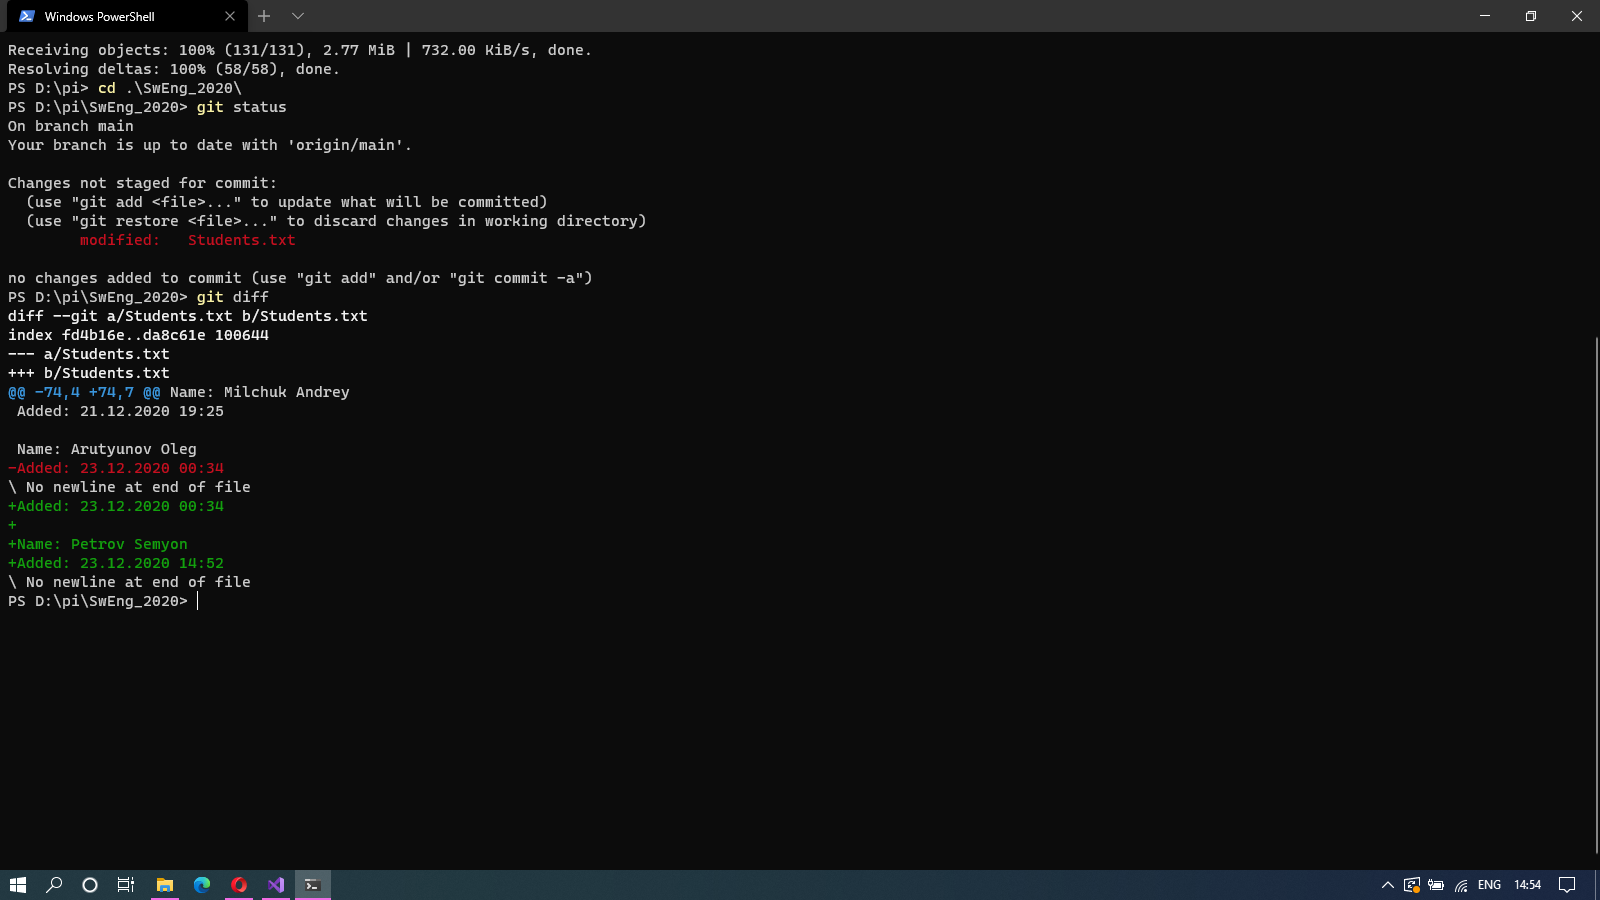 Windows PowerShell
Receiving objects: 100% (131/131), 2.77 MiB | 732.00 KiB/s, done.
Resolving deltas: 100% (58/58), done.
PS D:\pi> cd .\SwEng_2020\
PS D:\pi\SwEng_2020> git status
On branch main
Your branch is up to date with 'origin/main'.
Changes not staged for commit:
  (use "git add <file>..." to update what will be committed)
  (use "git restore <file>..." to discard changes in working directory)
        modified:   Students.txt
no changes added to commit (use "git add" and/or "git commit -a")
PS D:\pi\SwEng_2020> git diff
diff --git a/Students.txt b/Students.txt
index fd4b16e..da8c61e 100644
--- a/Students.txt
+++ b/Students.txt
@@ -74,4 +74,7 @@ Name: Milchuk Andrey
 Added: 21.12.2020 19:25
 Name: Arutyunov Oleg
-Added: 23.12.2020 00:34
\ No newline at end of file
+Added: 23.12.2020 00:34
+
+Name: Petrov Semyon
+Added: 23.12.2020 14:52
\ No newline at end of file
PS D:\pi\SwEng_2020>
ENG 14:54